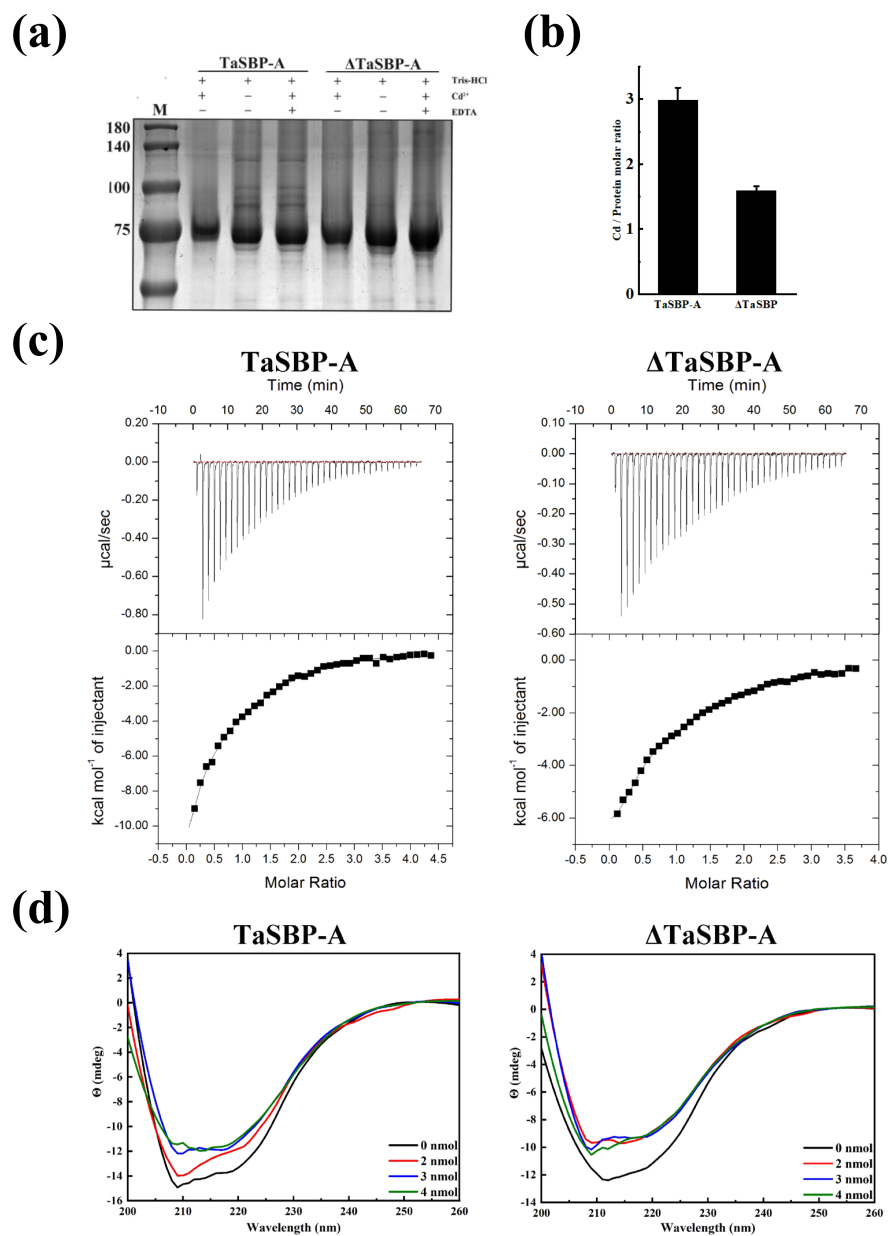 (a)
TaSBP-A ΔTaSBP-A
+ + + + + + Tris-HCl
+ − + + − + Cd²⁺
M − − + − − + EDTA
180
140
100
75
(b)
Cd / Protein molar ratio
3
2
1
0
TaSBP-A ΔTaSBP
(c)
TaSBP-A
Time (min)
-10 0 10 20 30 40 50 60 70
0.20
0.00
-0.20
-0.40
-0.60
-0.80
µcal/sec
0.00
-2.00
-4.00
-6.00
-8.00
-10.00
kcal mol⁻¹ of injectant
-0.5 0.0 0.5 1.0 1.5 2.0 2.5 3.0 3.5 4.0 4.5
Molar Ratio
ΔTaSBP-A
Time (min)
-10 0 10 20 30 40 50 60 70
0.10
0.00
-0.10
-0.20
-0.30
-0.40
-0.50
-0.60
µcal/sec
0.00
-2.00
-4.00
-6.00
kcal mol⁻¹ of injectant
-0.5 0.0 0.5 1.0 1.5 2.0 2.5 3.0 3.5 4.0
Molar Ratio
(d)
TaSBP-A
4
2
0
-2
-4
-6
-8
-10
-12
-14
-16
Θ (mdeg)
0 nmol
2 nmol
3 nmol
4 nmol
200 210 220 230 240 250 260
Wavelength (nm)
ΔTaSBP-A
4
2
0
-2
-4
-6
-8
-10
-12
-14
Θ (mdeg)
0 nmol
2 nmol
3 nmol
4 nmol
200 210 220 230 240 250 260
Wavelength (nm)